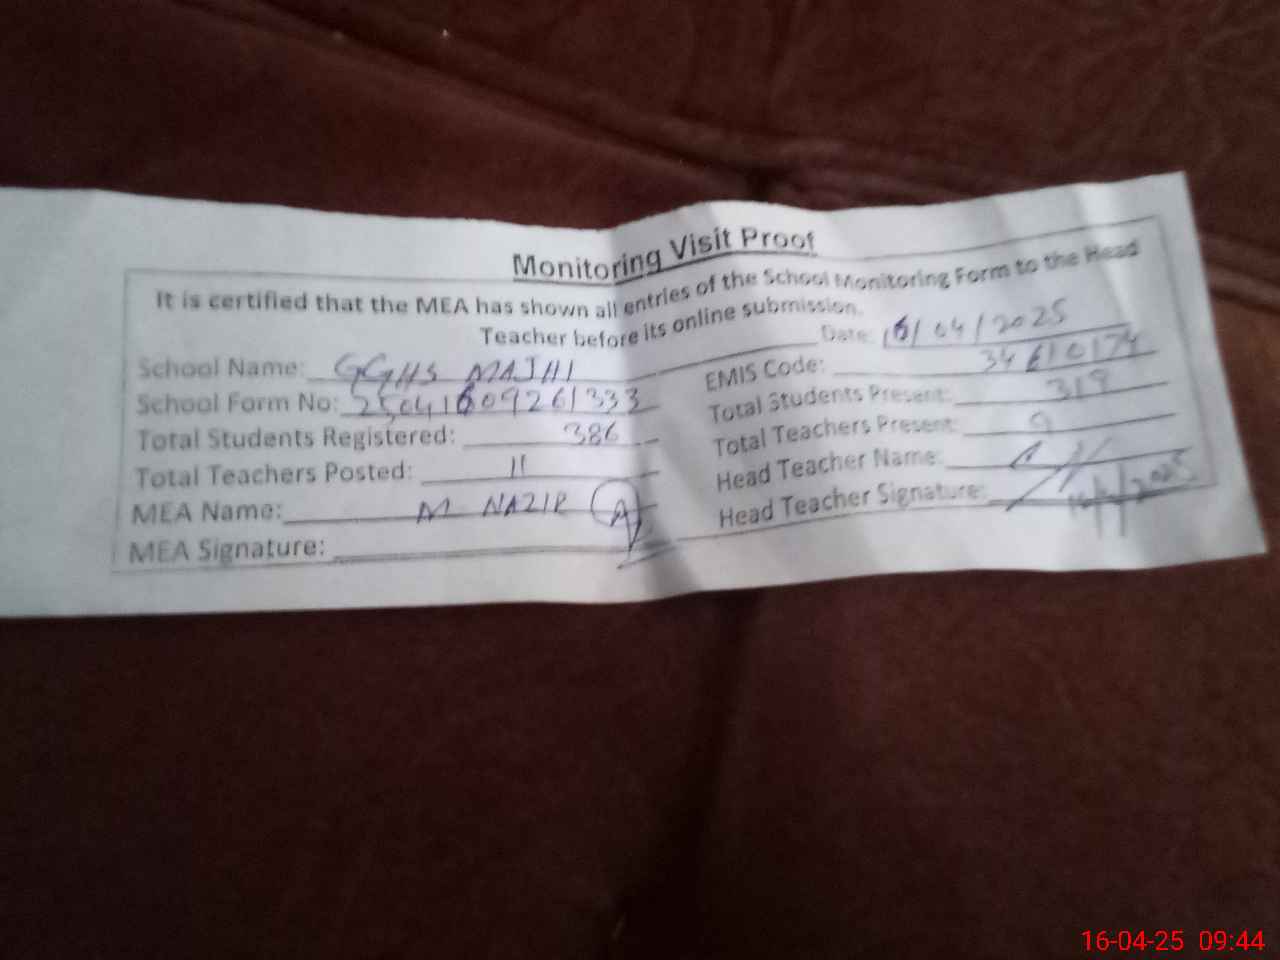 Monitoring Visit Proof
It is certified that the MEA has shown all entries of the School Monitoring Form to the Head
Teacher before its online submission.
Date: 16/04/2025
School Name: GGHS MAJHI
EMIS Code: 34610174
School Form No: 25041609261333
Total Students Present: 319
Total Students Registered: 386
Total Teachers Present: 9
Total Teachers Posted: 11
Head Teacher Name:
MEA Name: M NAZIR
Head Teacher Signature:
MEA Signature:
16-04-25 09:44